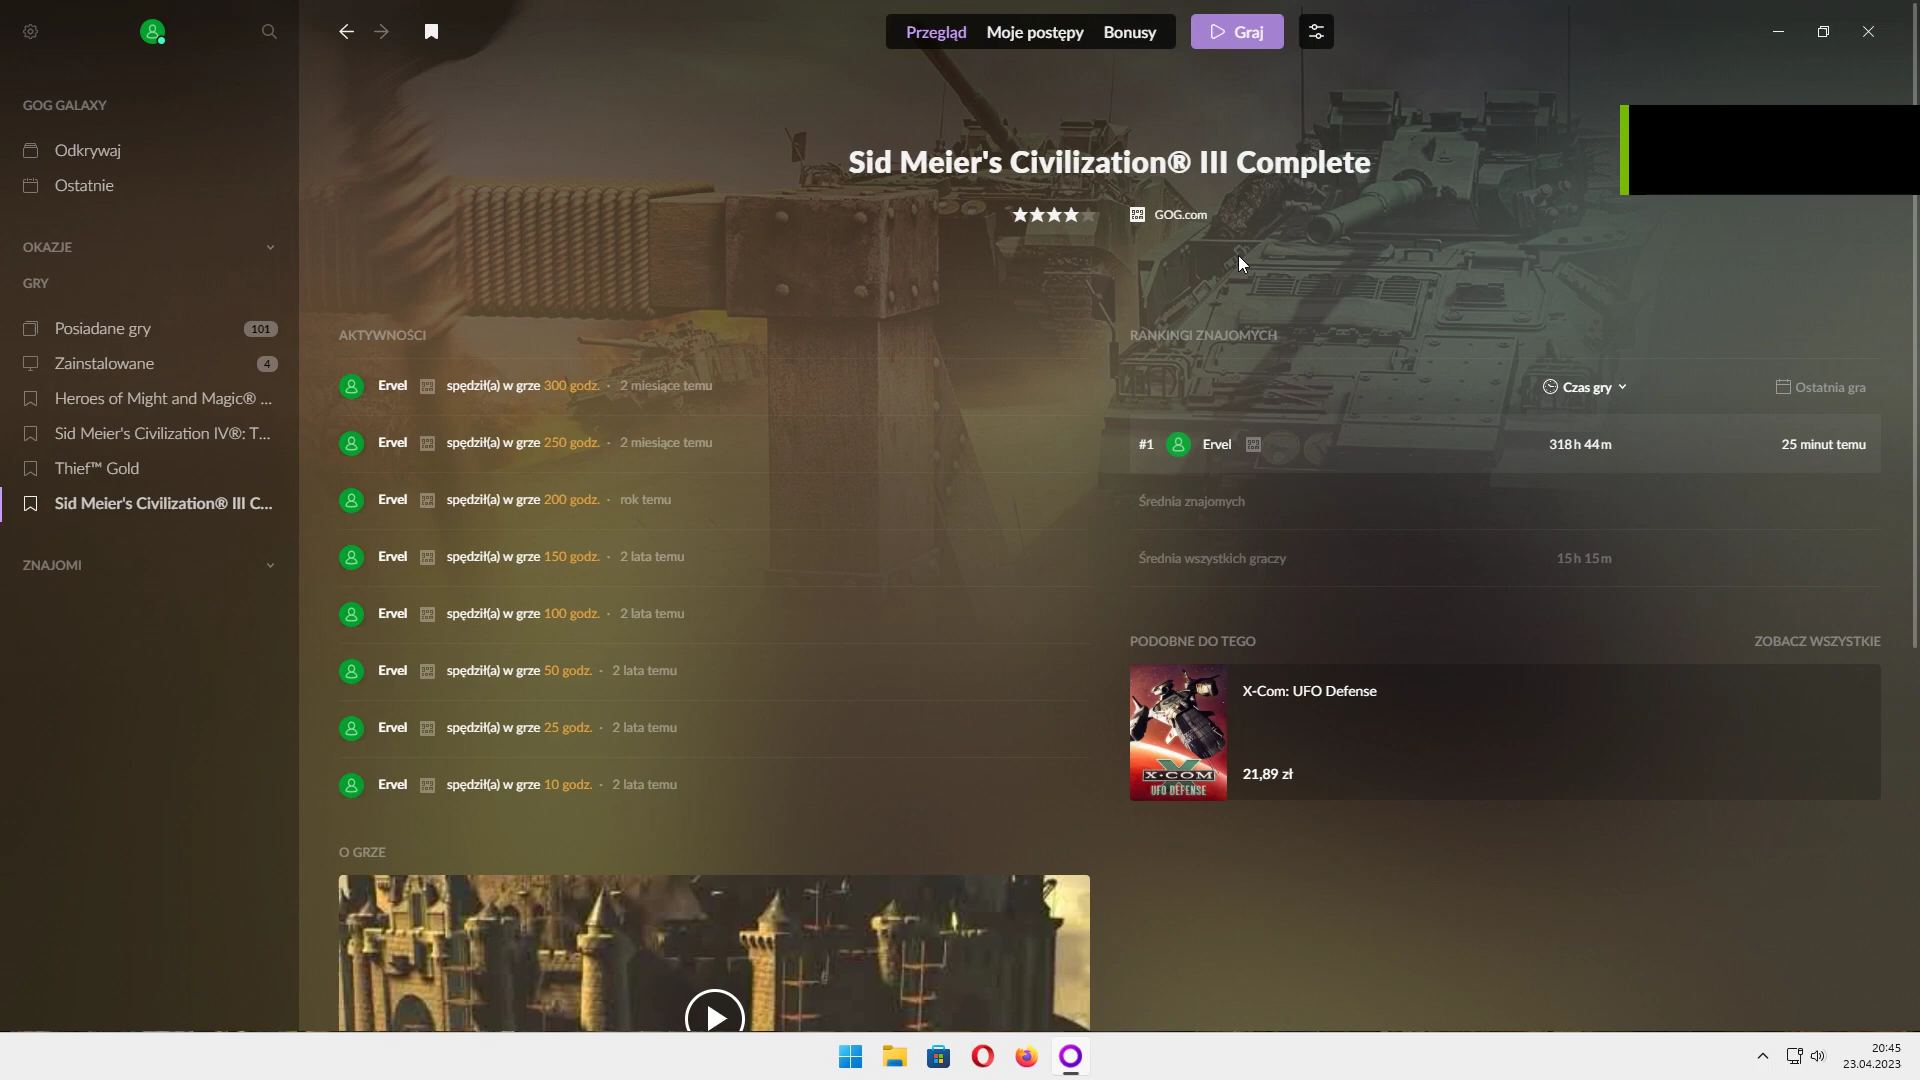 Przegląd
Moje postępy
Bonusy
Graj
GOG GALAXY
Odkrywaj
Ostatnie
OKAZJE
GRY
Posiadane gry 101
Zainstalowane 4
Heroes of Might and Magic® ...
Sid Meier's Civilization IV®: T...
Thief™ Gold
Sid Meier's Civilization® III C...
ZNAJOMI
Sid Meier's Civilization® III Complete
GOG.com
AKTYWNOŚCI
Ervel spędził(a) w grze 300 godz. · 2 miesiące temu
Ervel spędził(a) w grze 250 godz. · 2 miesiące temu
Ervel spędził(a) w grze 200 godz. · rok temu
Ervel spędził(a) w grze 150 godz. · 2 lata temu
Ervel spędził(a) w grze 100 godz. · 2 lata temu
Ervel spędził(a) w grze 50 godz. · 2 lata temu
Ervel spędził(a) w grze 25 godz. · 2 lata temu
Ervel spędził(a) w grze 10 godz. · 2 lata temu
O GRZE
RANKINGI ZNAJOMYCH
Czas gry
Ostatnia gra
#1 Ervel 318 h 44 m 25 minut temu
Średnia znajomych
Średnia wszystkich graczy 15 h 15 m
PODOBNE DO TEGO
ZOBACZ WSZYSTKIE
X-COM
UFO DEFENSE
X-Com: UFO Defense
21,89 zł
20:45
23.04.2023